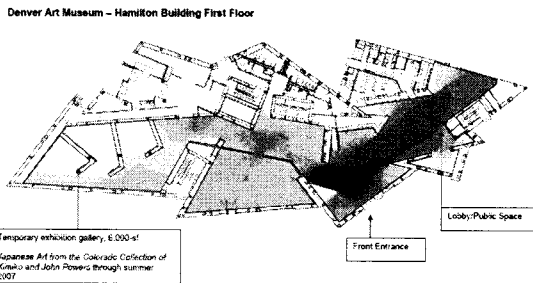 Denver Art Museum – Hamilton Building First Floor
Lobby/Public Space
Front Entrance
Temporary exhibition gallery, 6,000-sf
Japanese Art from the Colorado Collection of
Kimiko and John Powers through summer
2007